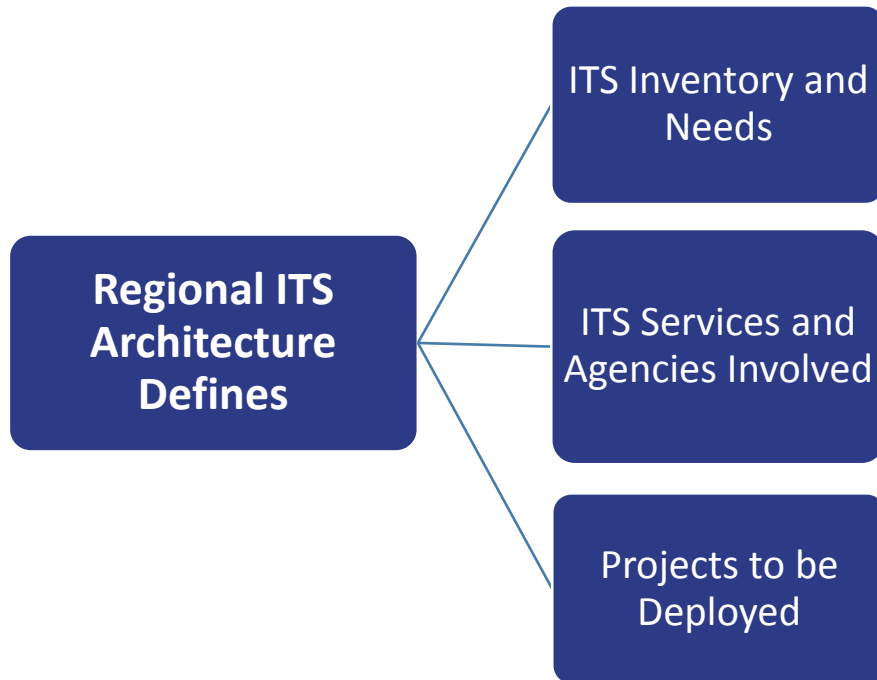 Regional ITS
Architecture
Defines
ITS Inventory and
Needs
ITS Services and
Agencies Involved
Projects to be
Deployed